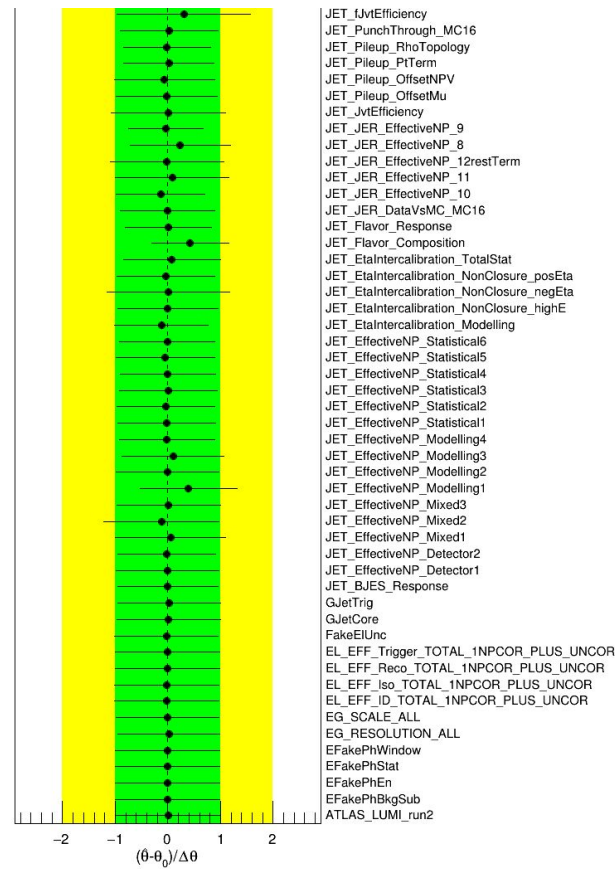 JET_fJvtEfficiency
JET_PunchThrough_MC16
JET_Pileup_RhoTopology
JET_Pileup_PtTerm
JET_Pileup_OffsetNPV
JET_Pileup_OffsetMu
JET_JvtEfficiency
JET_JER_EffectiveNP_9
JET_JER_EffectiveNP_8
JET_JER_EffectiveNP_12restTerm
JET_JER_EffectiveNP_11
JET_JER_EffectiveNP_10
JET_JER_DataVsMC_MC16
JET_Flavor_Response
JET_Flavor_Composition
JET_EtaIntercalibration_TotalStat
JET_EtaIntercalibration_NonClosure_posEta
JET_EtaIntercalibration_NonClosure_negEta
JET_EtaIntercalibration_NonClosure_highE
JET_EtaIntercalibration_Modelling
JET_EffectiveNP_Statistical6
JET_EffectiveNP_Statistical5
JET_EffectiveNP_Statistical4
JET_EffectiveNP_Statistical3
JET_EffectiveNP_Statistical2
JET_EffectiveNP_Statistical1
JET_EffectiveNP_Modelling4
JET_EffectiveNP_Modelling3
JET_EffectiveNP_Modelling2
JET_EffectiveNP_Modelling1
JET_EffectiveNP_Mixed3
JET_EffectiveNP_Mixed2
JET_EffectiveNP_Mixed1
JET_EffectiveNP_Detector2
JET_EffectiveNP_Detector1
JET_BJES_Response
GJetTrig
GJetCore
FakeElUnc
EL_EFF_Trigger_TOTAL_1NPCOR_PLUS_UNCOR
EL_EFF_Reco_TOTAL_1NPCOR_PLUS_UNCOR
EL_EFF_Iso_TOTAL_1NPCOR_PLUS_UNCOR
EL_EFF_ID_TOTAL_1NPCOR_PLUS_UNCOR
EG_SCALE_ALL
EG_RESOLUTION_ALL
EFakePhWindow
EFakePhStat
EFakePhEn
EFakePhBkgSub
ATLAS_LUMI_run2
−2 −1 0 1 2
(θ̂-θ₀)/Δθ